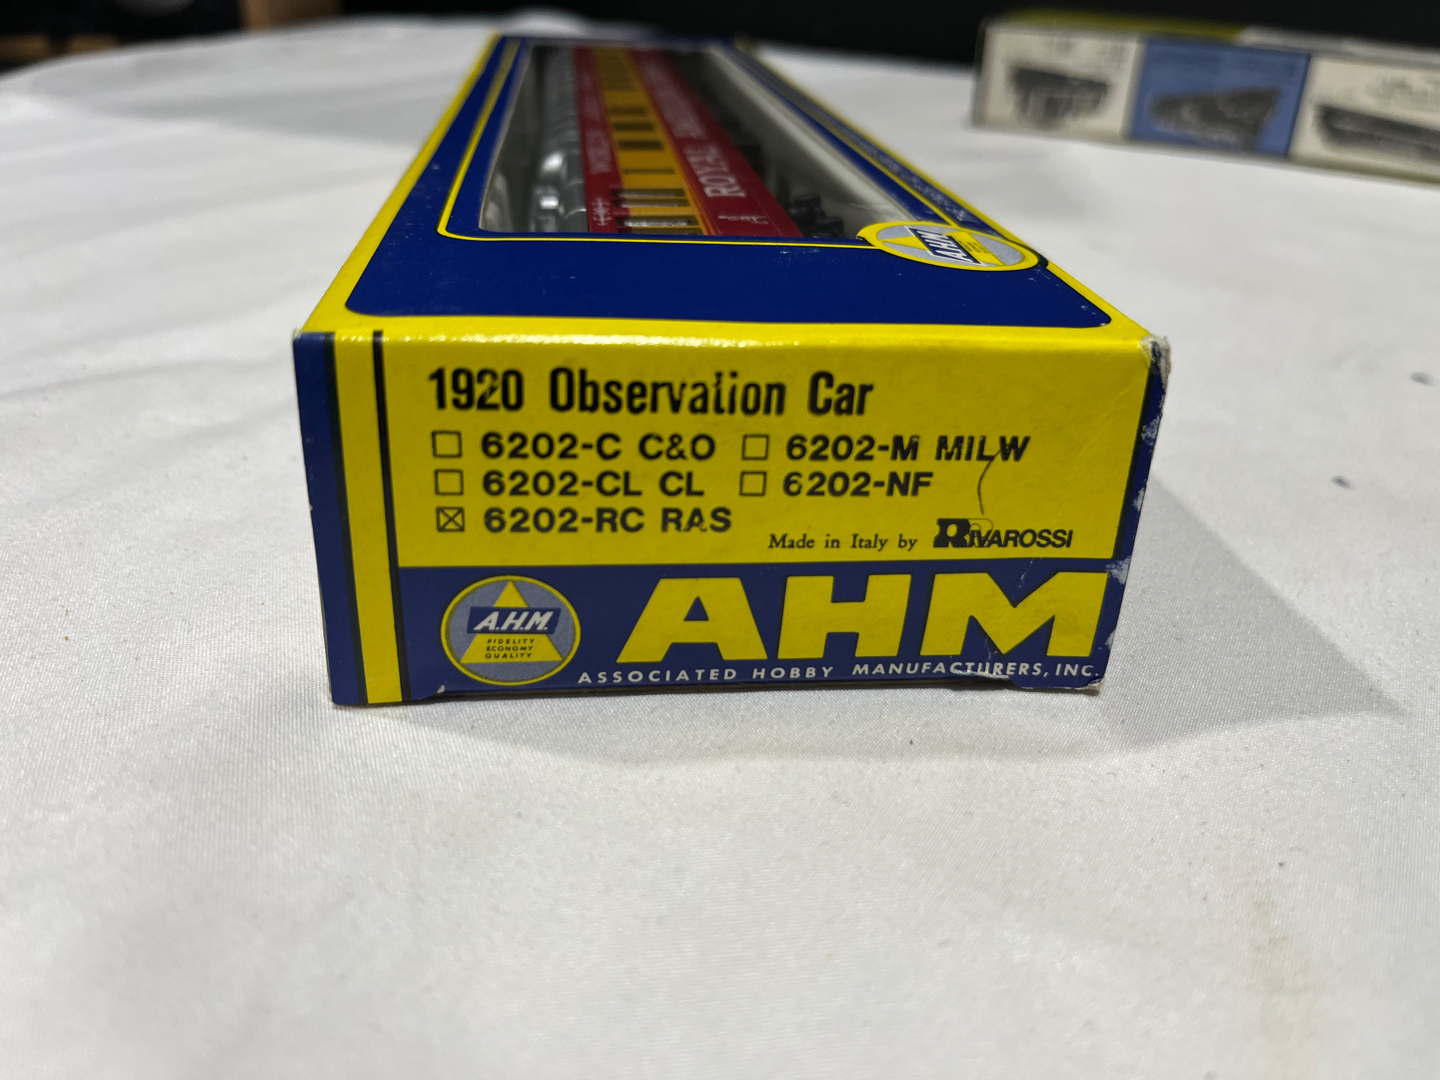 ROYAL
A.H.M.
1920 Observation Car
6202-C C&O 6202-M MILW
6202-CL CL 6202-NF
6202-RC RAS
Made in Italy by RIVAROSSI
A.H.M.
FIDELITY
ECONOMY
QUALITY
AHM
ASSOCIATED HOBBY MANUFACTURERS, INC.